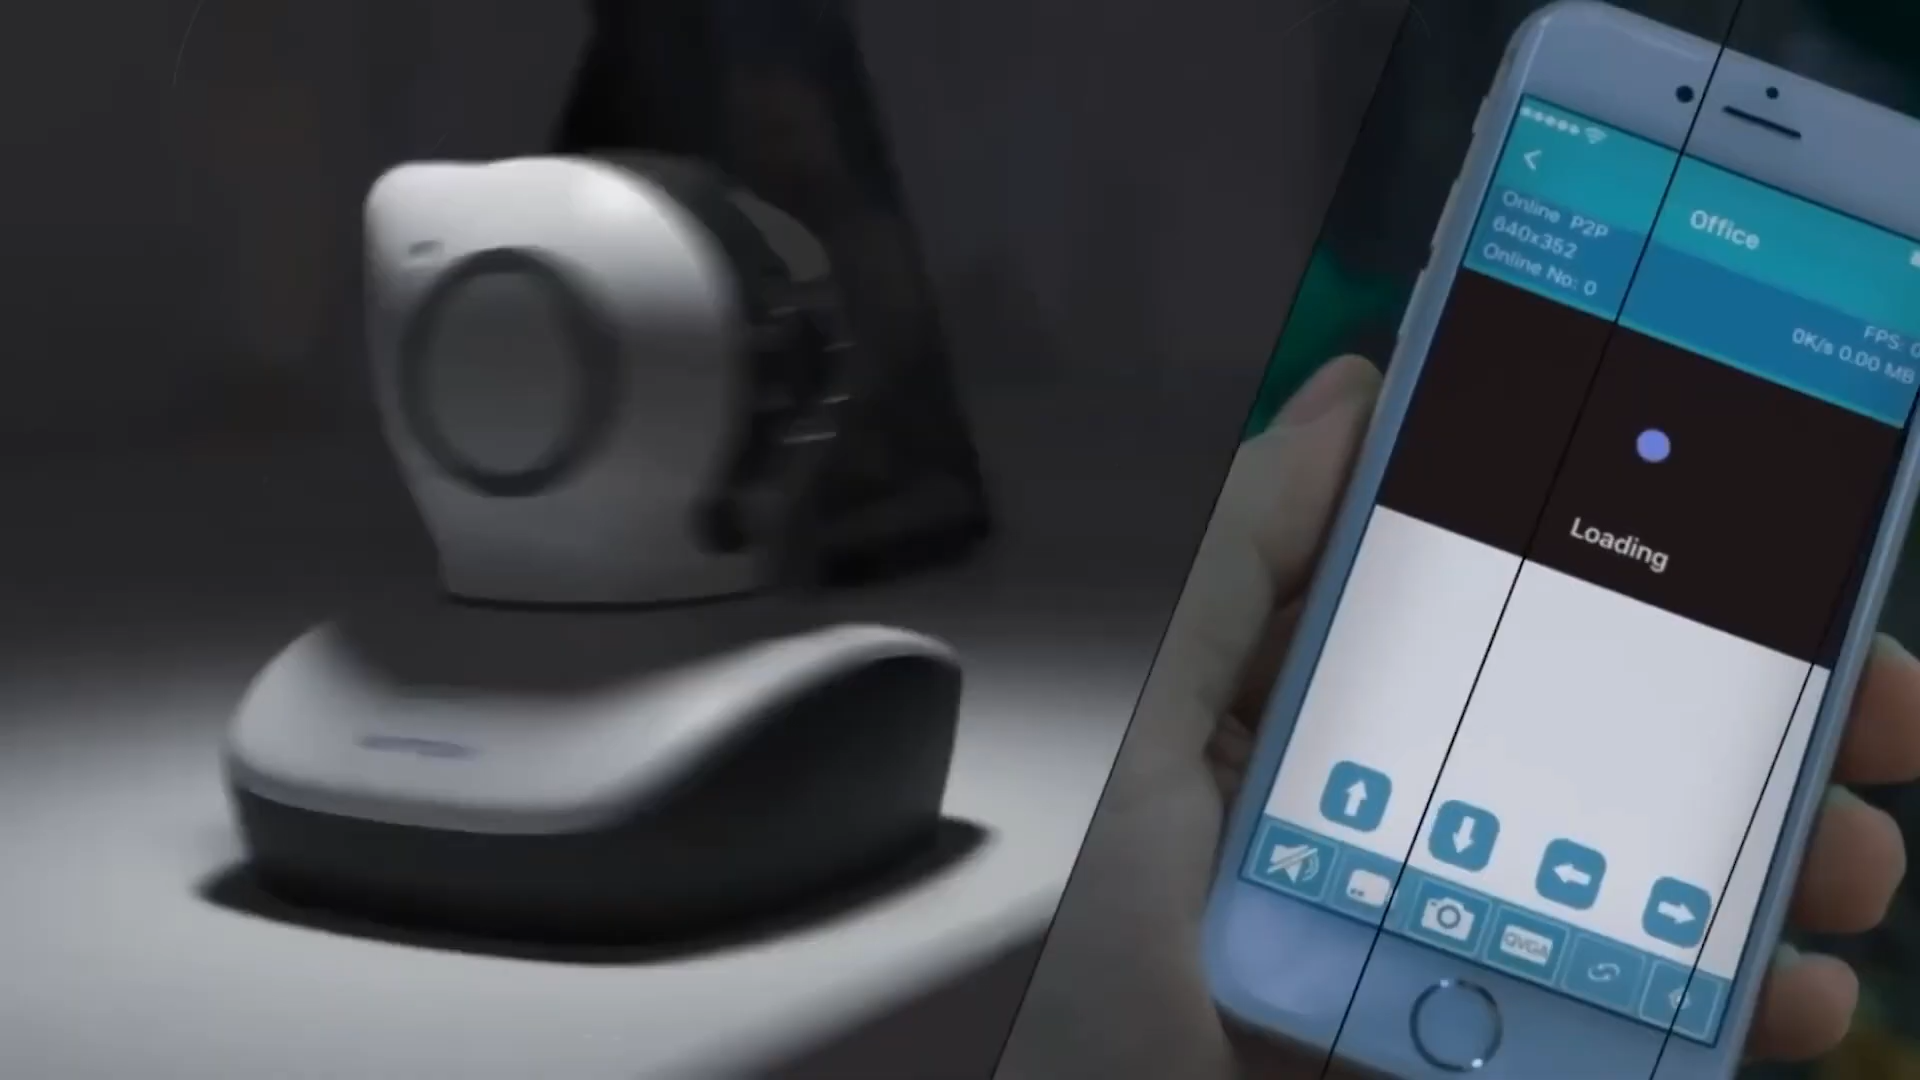 Office
Online P2P
640x352
Online No: 0
FPS: 0
0K/s 0.00 MB
Loading
QVGA